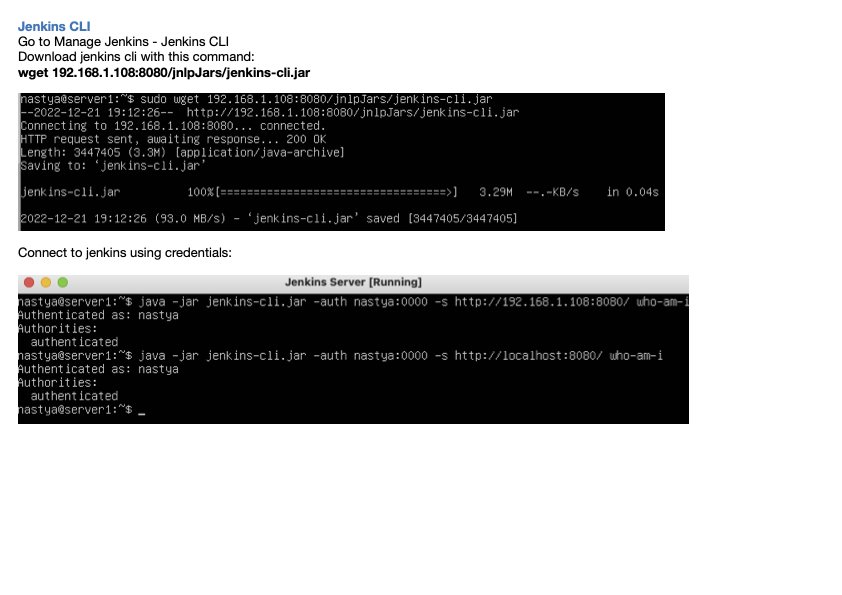 Jenkins CLI
Go to Manage Jenkins - Jenkins CLI
Download jenkins cli with this command:
wget 192.168.1.108:8080/jnlpJars/jenkins-cli.jar
nastya@server1:~$ sudo wget 192.168.1.108:8080/jnlpJars/jenkins-cli.jar
--2022-12-21 19:12:26--  http://192.168.1.108:8080/jnlpJars/jenkins-cli.jar
Connecting to 192.168.1.108:8080... connected.
HTTP request sent, awaiting response... 200 OK
Length: 3447405 (3.3M) [application/java-archive]
Saving to: ‘jenkins-cli.jar’
jenkins-cli.jar 100%[==================================>] 3.29M --.-KB/s in 0.04s
2022-12-21 19:12:26 (93.0 MB/s) - ‘jenkins-cli.jar’ saved [3447405/3447405]
Connect to jenkins using credentials:
Jenkins Server [Running]
nastya@server1:~$ java -jar jenkins-cli.jar -auth nastya:0000 -s http://192.168.1.108:8080/ who-am-i
Authenticated as: nastya
Authorities:
authenticated
nastya@server1:~$ java -jar jenkins-cli.jar -auth nastya:0000 -s http://localhost:8080/ who-am-i
Authenticated as: nastya
Authorities:
authenticated
nastya@server1:~$ _